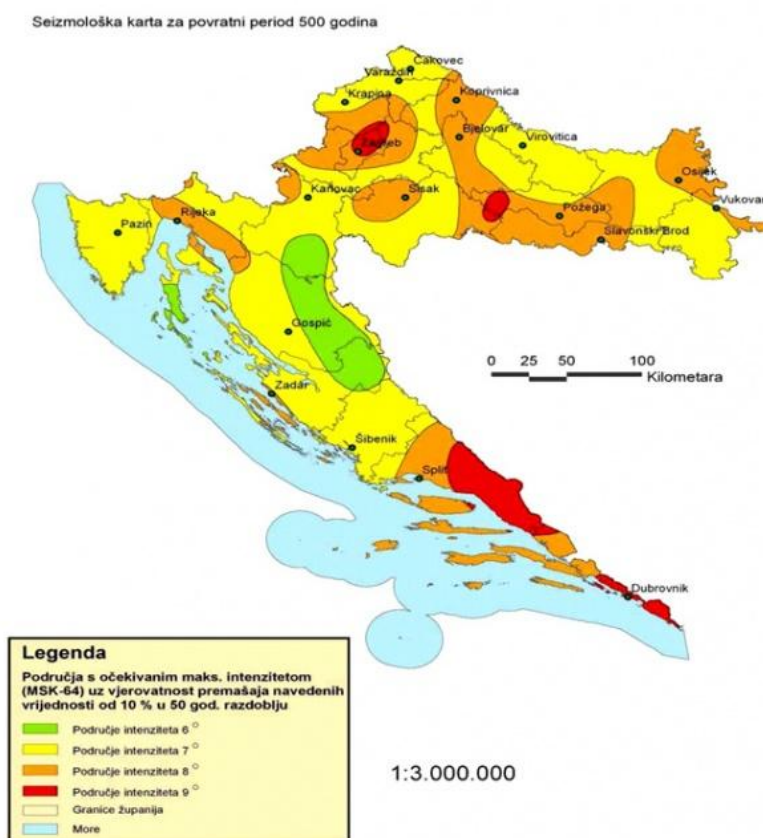 Seizmološka karta za povratni period 500 godina
Čakovec
Varaždin
Krapina
Koprivnica
Bjelovar
Virovitica
Zagreb
Osijek
Karlovac
Sisak
Vukovar
Požega
Rijeka
Pazin
Slavonski Brod
Gospić
0 25 50 100
Kilometara
Zadar
Šibenik
Split
Dubrovnik
Legenda
Područja s očekivanim maks. intenzitetom
(MSK-64) uz vjerovatnost premašaja navedenih
vrijednosti od 10 % u 50 god. razdoblju
Područje intenziteta 6 °
Područje intenziteta 7 °
Područje intenziteta 8 °
Područje intenziteta 9 °
Granice županija
More
1:3.000.000